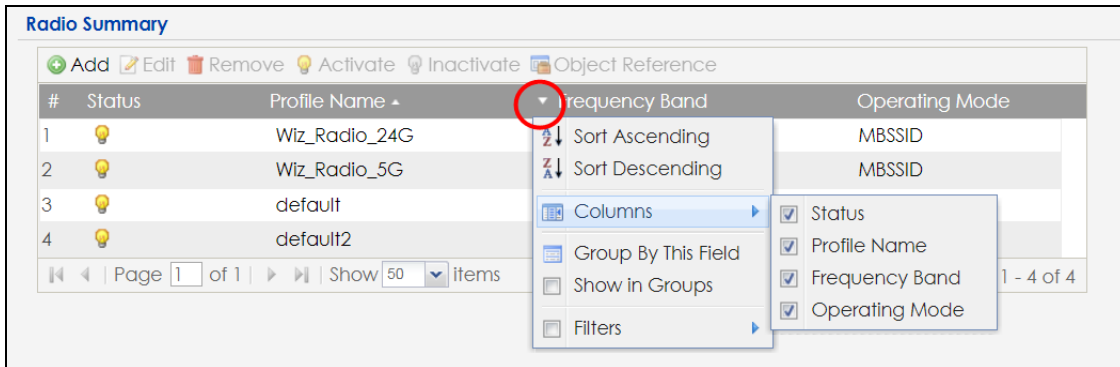 Radio Summary
Add Edit Remove Activate Inactivate Object Reference
# Status Profile Name Frequency Band Operating Mode
1 Wiz_Radio_24G Sort Ascending MBSSID
2 Wiz_Radio_5G Sort Descending MBSSID
3 default Columns Status
4 default2 Group By This Field Profile Name
Page 1 of 1 Show 50 items Show in Groups Frequency Band 1 - 4 of 4
Filters Operating Mode